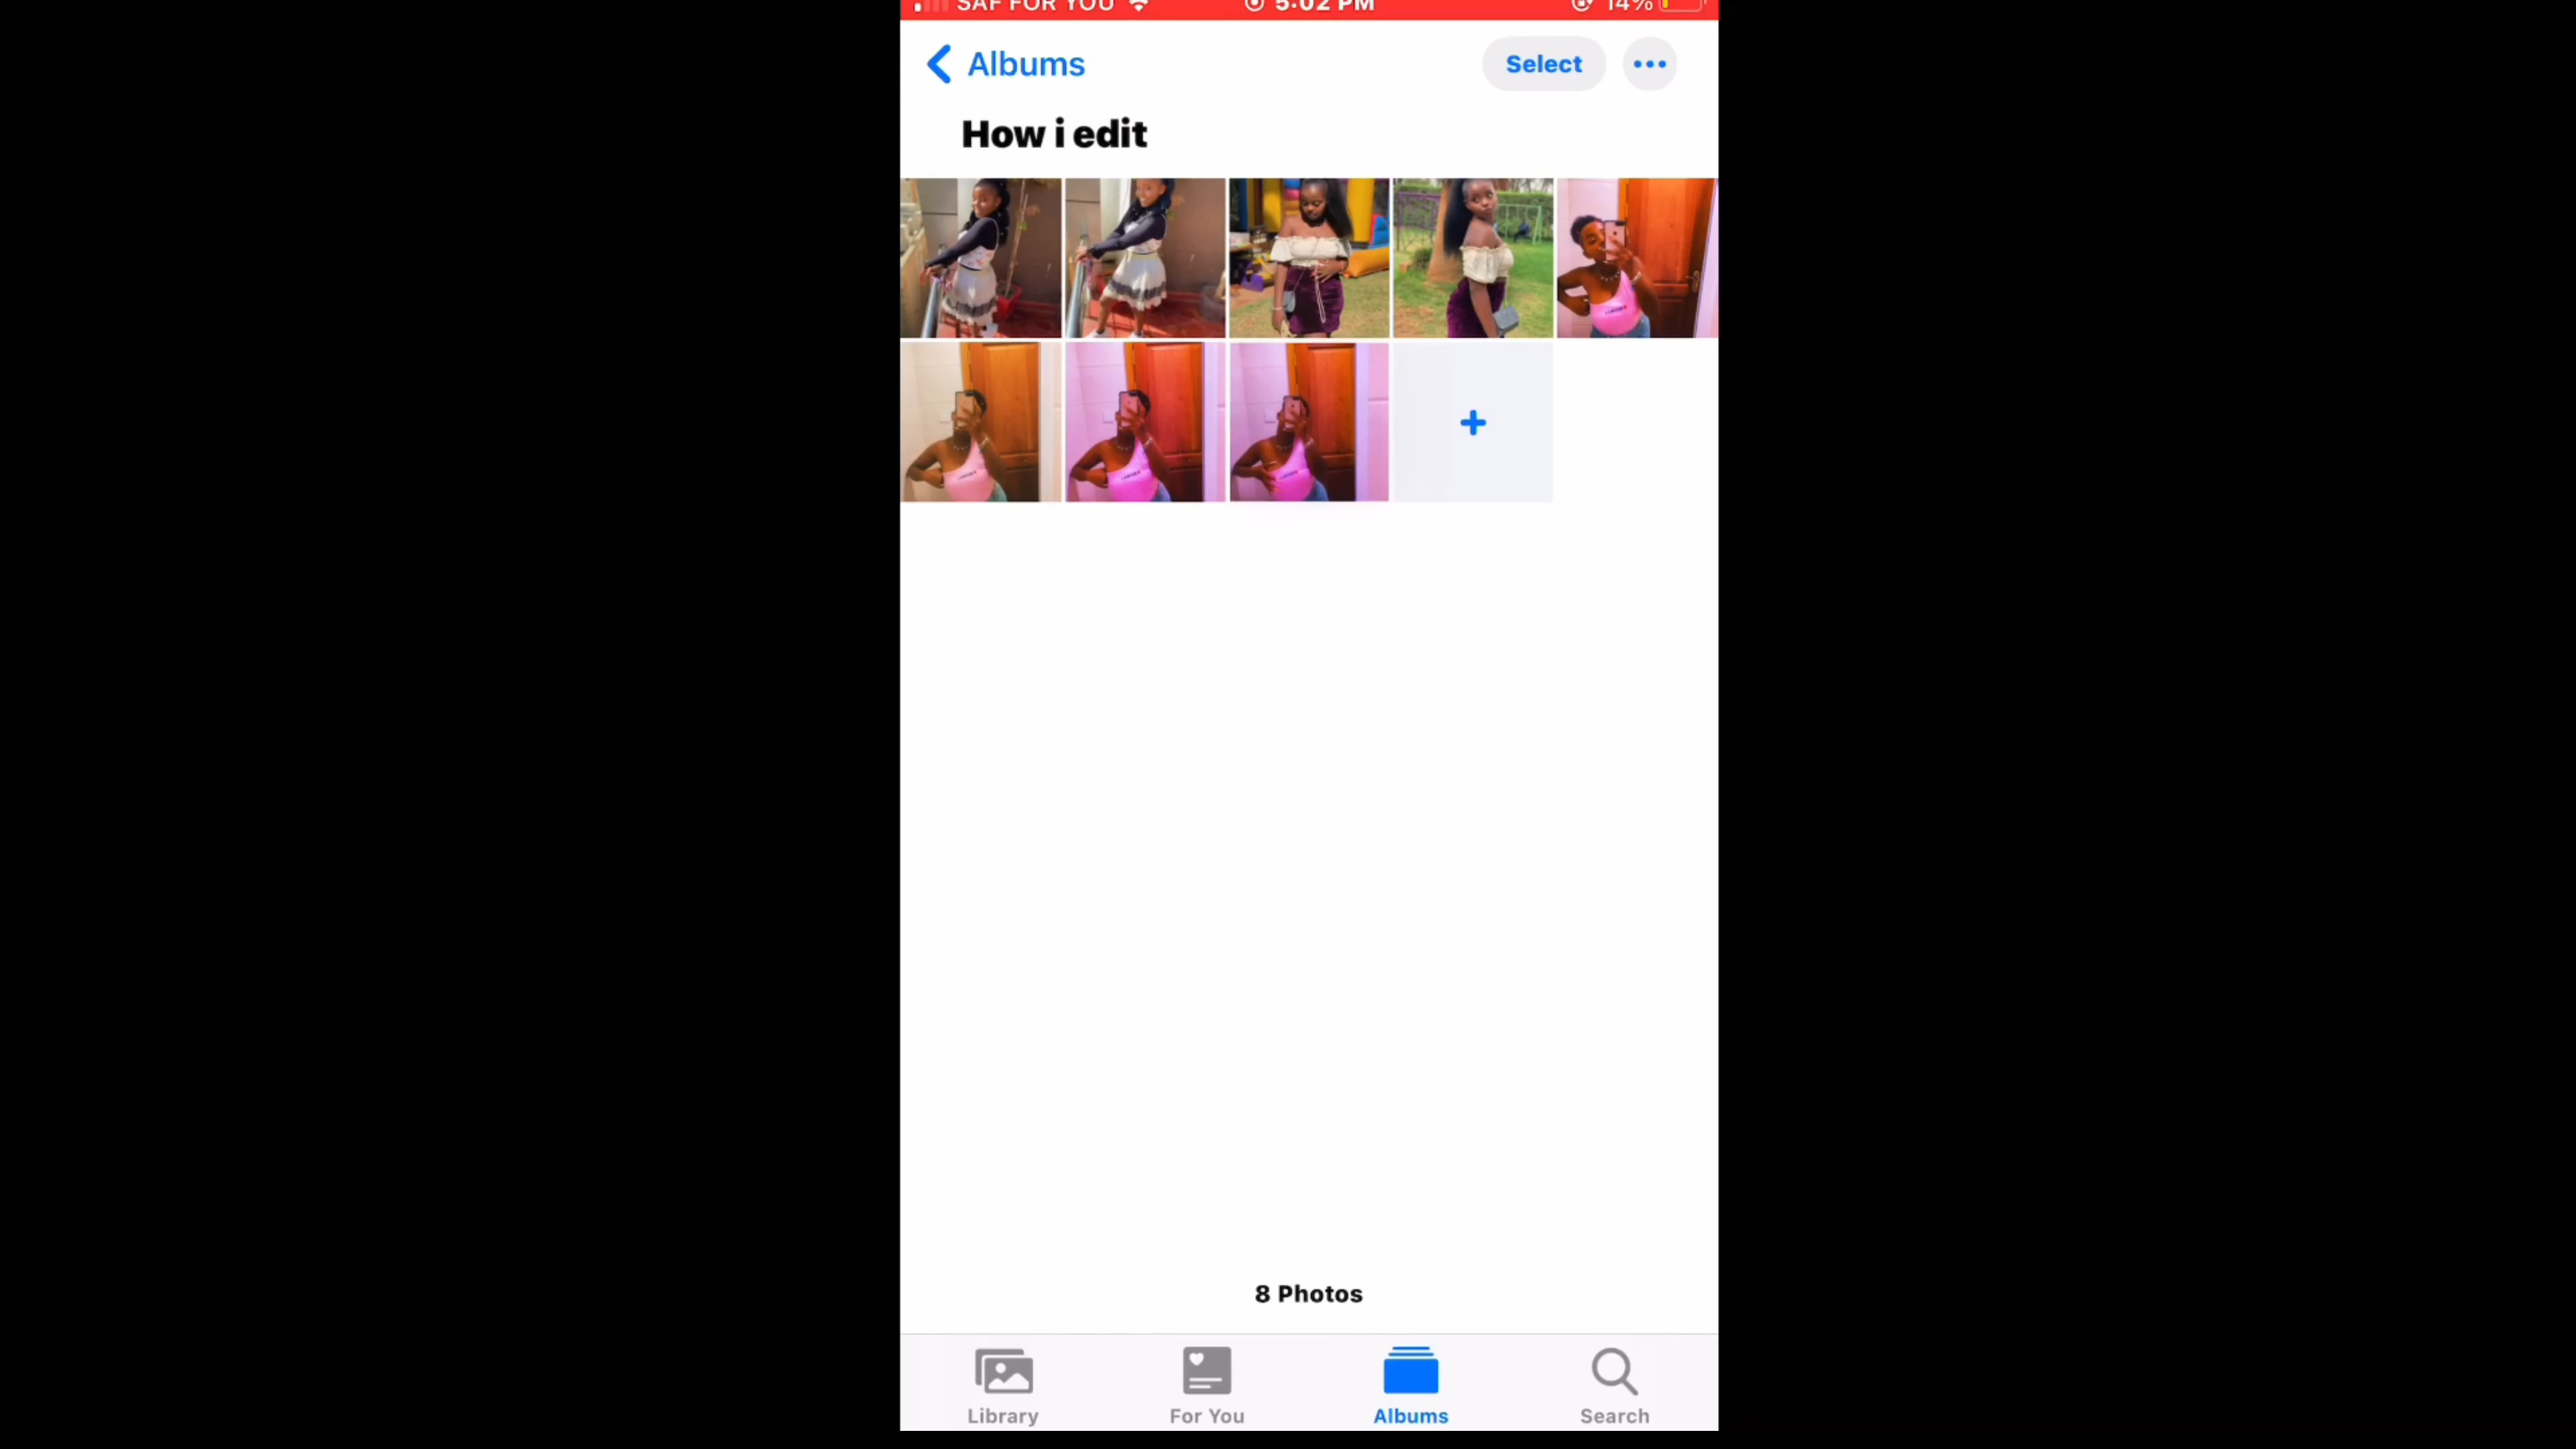 SAF FOR YOU 5:02 PM 14%
Albums Select
How i edit
8 Photos
Library For You Albums Search